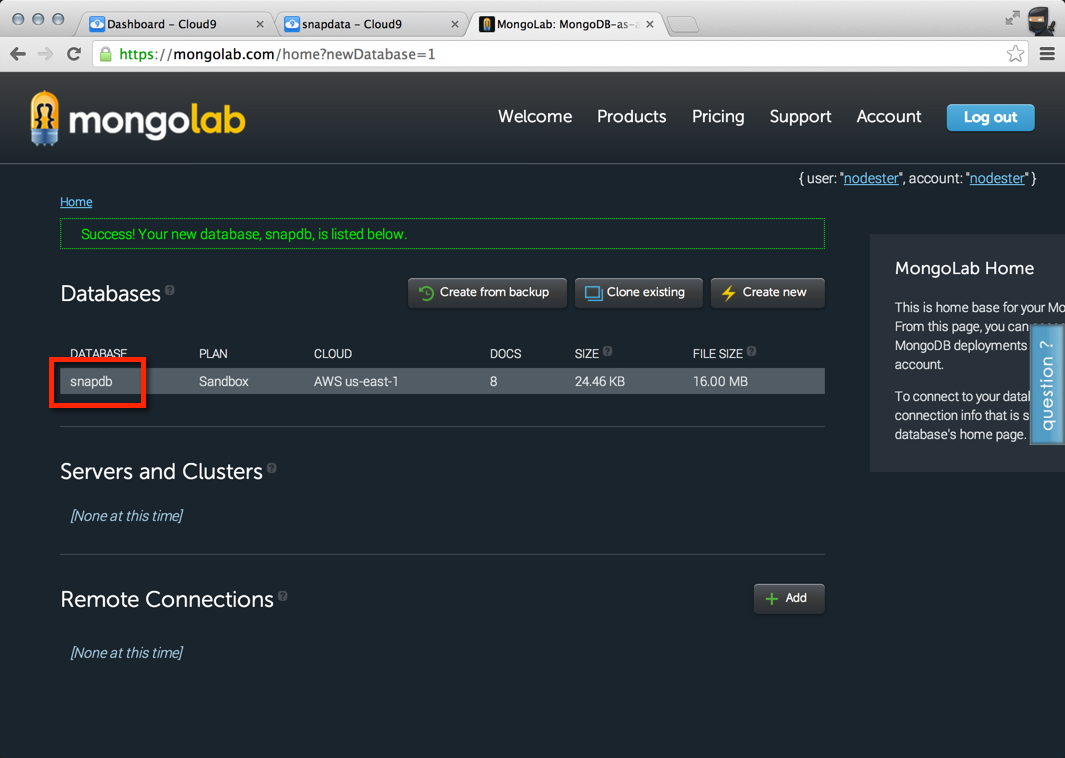 Dashboard – Cloud9
snapdata – Cloud9
MongoLab: MongoDB-as-a
https://mongolab.com/home?newDatabase=1
mongolab
Welcome Products Pricing Support Account Log out
{ user: "nodester", account: "nodester" }
Home
Success! Your new database, snapdb, is listed below.
Databases ?
Create from backup Clone existing Create new
DATABASE PLAN CLOUD DOCS SIZE ? FILE SIZE ?
snapdb Sandbox AWS us-east-1 8 24.46 KB 16.00 MB
Servers and Clusters ?
[None at this time]
Remote Connections ?
Add
[None at this time]
MongoLab Home
This is home base for your Mo
From this page, you can
MongoDB deployments
account.
To connect to your datal
connection info that is s
database's home page.
question ?